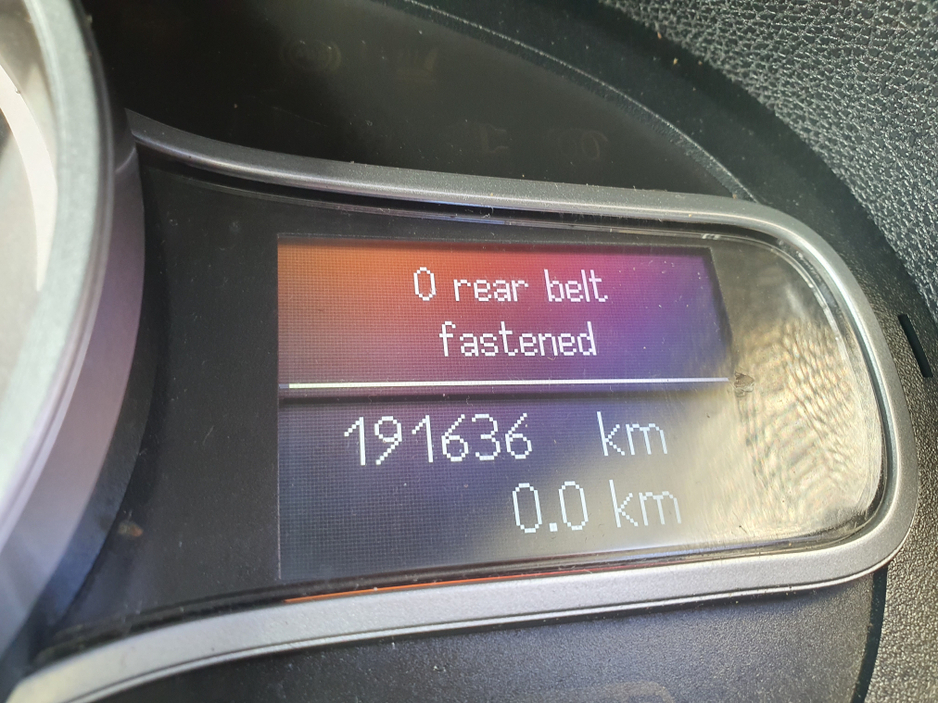 0 rear belt
fastened
191636 km
0.0 km